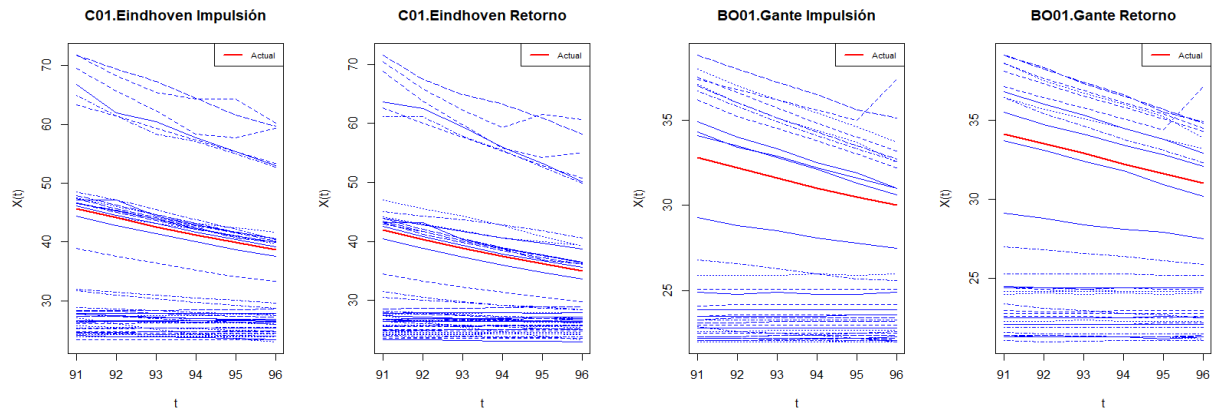 C01.Eindhoven Impulsión
X(t)
70
60
50
40
30
91 92 93 94 95 96
t
Actual
C01.Eindhoven Retorno
X(t)
70
60
50
40
30
91 92 93 94 95 96
t
Actual
BO01.Gante Impulsión
X(t)
35
30
25
91 92 93 94 95 96
t
Actual
BO01.Gante Retorno
X(t)
35
30
25
91 92 93 94 95 96
t
Actual